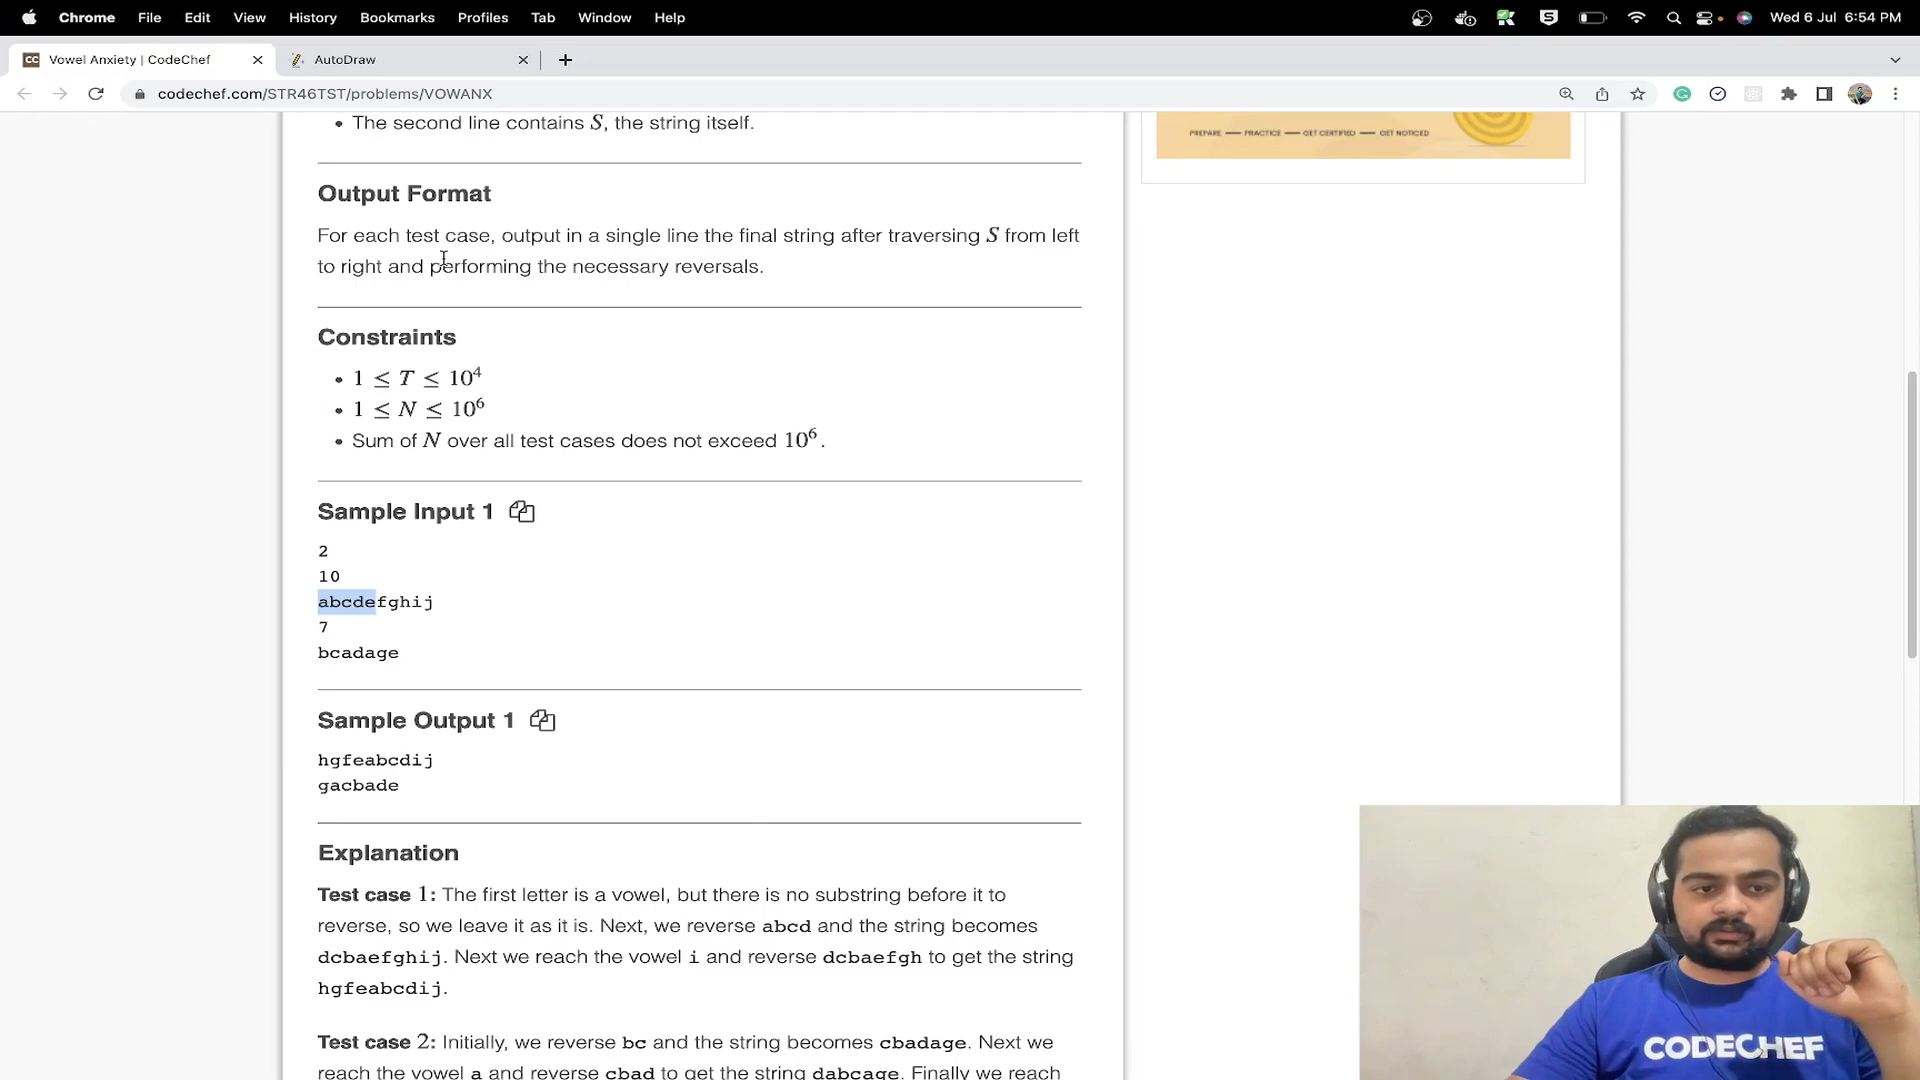 Chrome File Edit View History Bookmarks Profiles Tab Window Help Wed 6 Jul 6:54 PM
CC Vowel Anxiety | CodeChef AutoDraw
codechef.com/STR46TST/problems/VOWANX
• The second line contains S, the string itself.
PREPARE — PRACTICE — GET CERTIFIED — GET NOTICED
Output Format
For each test case, output in a single line the final string after traversing S from left
to right and performing the necessary reversals.
Constraints
• 1 ≤ T ≤ 10⁴
• 1 ≤ N ≤ 10⁶
• Sum of N over all test cases does not exceed 10⁶.
Sample Input 1
2
10
abcdefghij
7
bcadage
Sample Output 1
hgfeabcdij
gacbade
Explanation
Test case 1: The first letter is a vowel, but there is no substring before it to
reverse, so we leave it as it is. Next, we reverse abcd and the string becomes
dcbaefghij. Next we reach the vowel i and reverse dcbaefgh to get the string
hgfeabcdij.
Test case 2: Initially, we reverse bc and the string becomes cbadage. Next we
reach the vowel a and reverse cbad to get the string dabcage. Finally we reach
CODECHEF